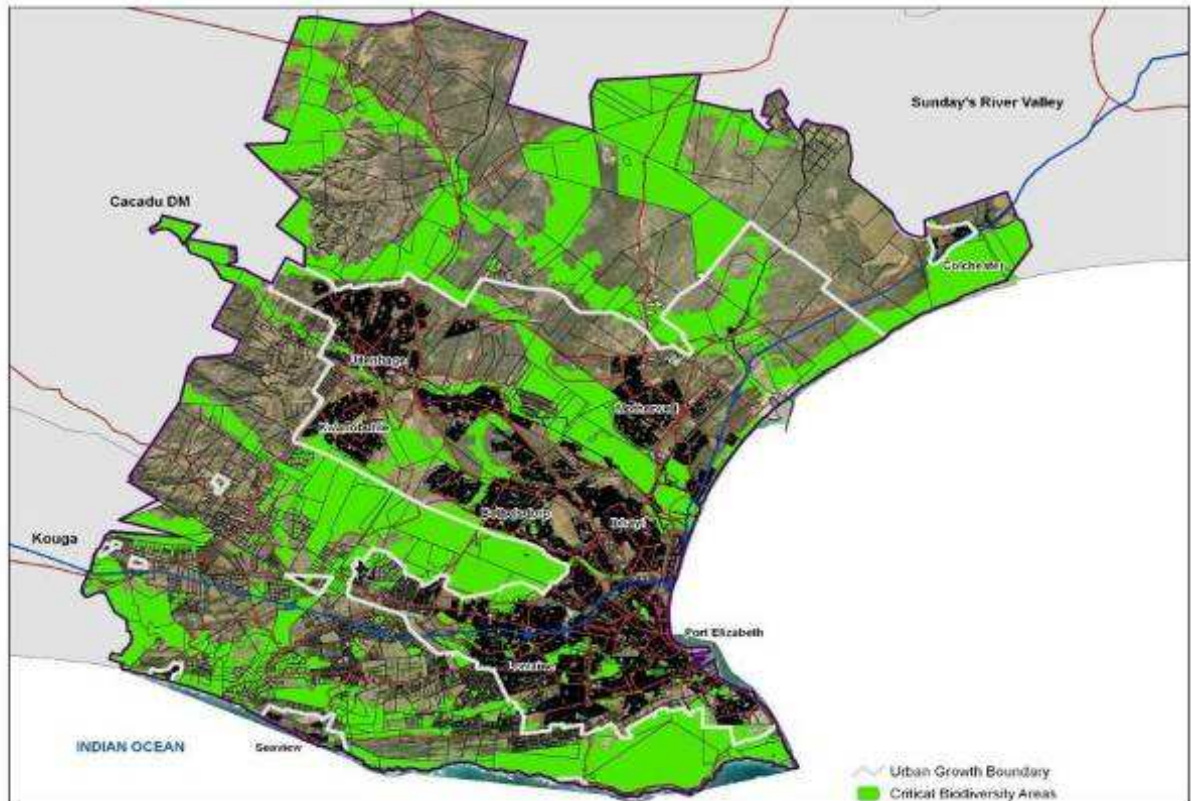 Sunday's River Valley
Cacadu DM
Colchester
Uitenhage
Motherwell
Kwanobuhle
Bethelsdorp
Ibhayi
Kouga
Port Elizabeth
Lorraine
INDIAN OCEAN
Seaview
Urban Growth Boundary
Critical Biodiversity Areas